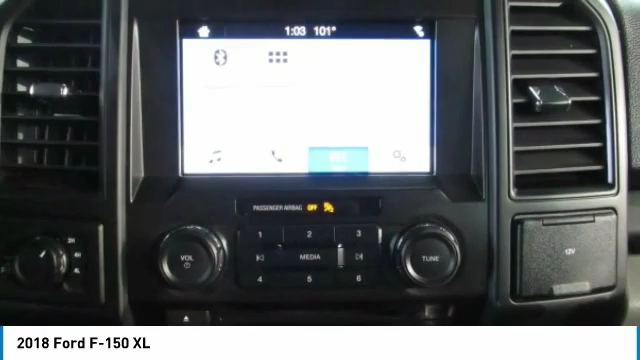 1:03 101°
PASSENGER AIRBAG OFF
2H
4H
4L
VOL
1 2 3
MEDIA
4 5 6
TUNE
12V
2018 Ford F-150 XL